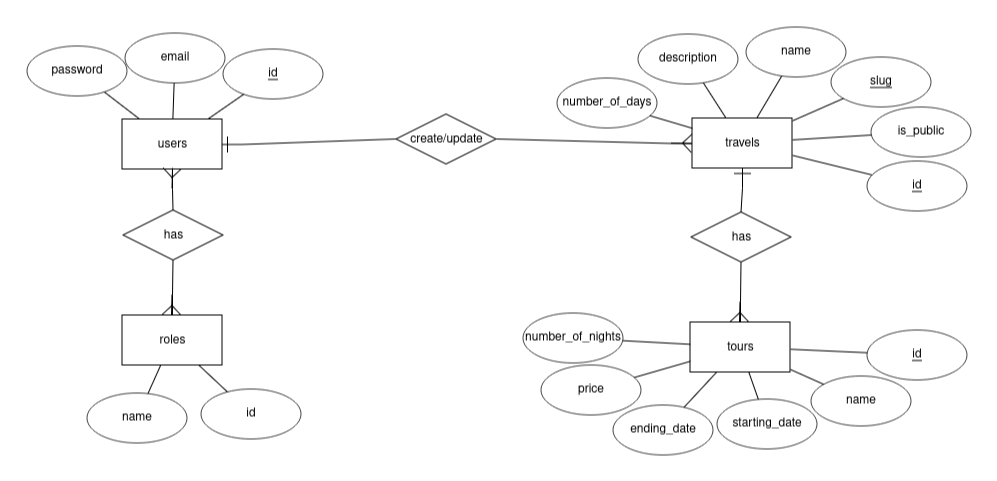 password
email
id
users
create/update
description
name
slug
number_of_days
is_public
travels
id
has
has
roles
name
id
number_of_nights
tours
id
price
name
ending_date
starting_date